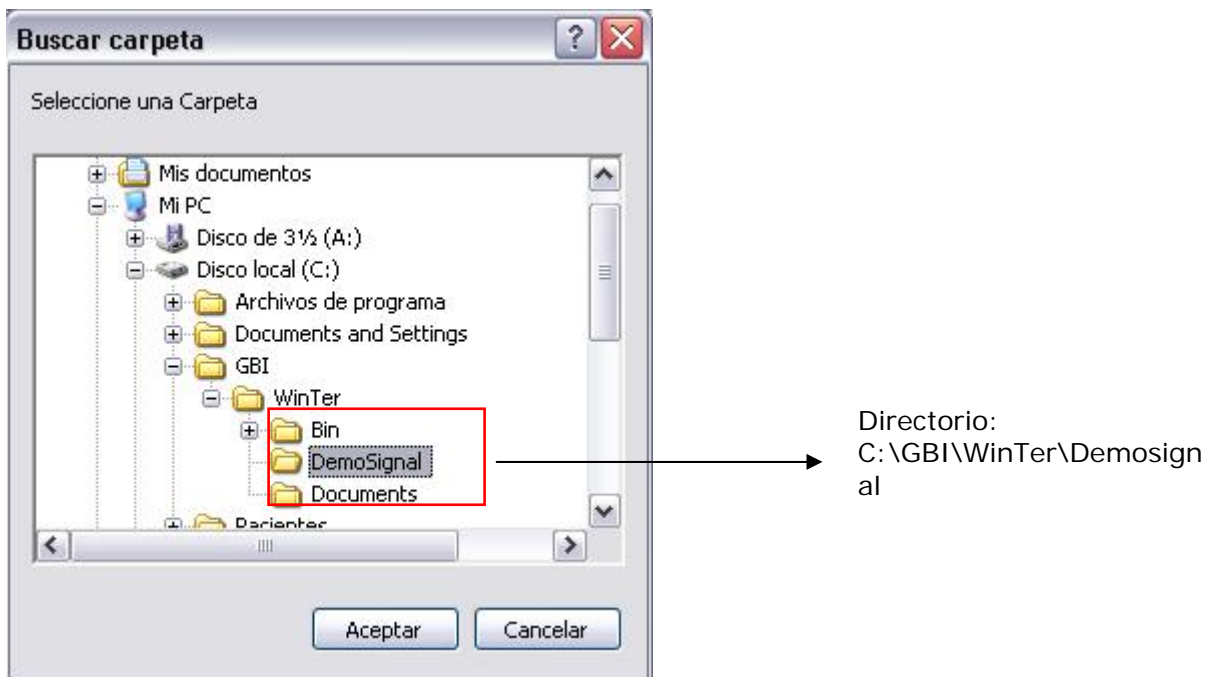 Buscar carpeta
Seleccione una Carpeta
Mis documentos
Mi PC
Disco de 3½ (A:)
Disco local (C:)
Archivos de programa
Documents and Settings
GBI
WinTer
Bin
DemoSignal
Documents
Pacientes
Aceptar Cancelar
Directorio:
C:\GBI\WinTer\Demosign
al